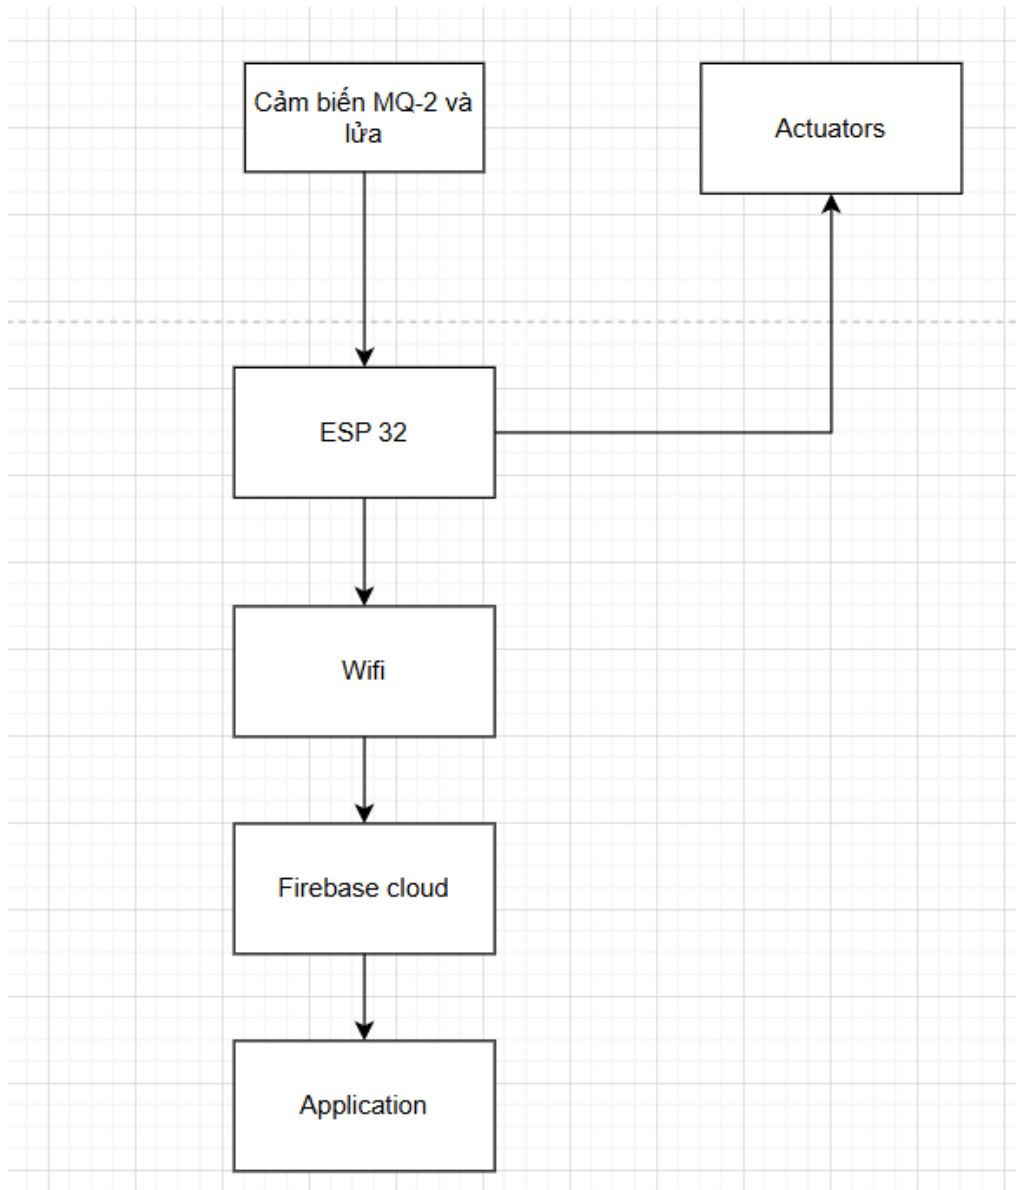 Cảm biến MQ-2 và
lửa
Actuators
ESP 32
Wifi
Firebase cloud
Application